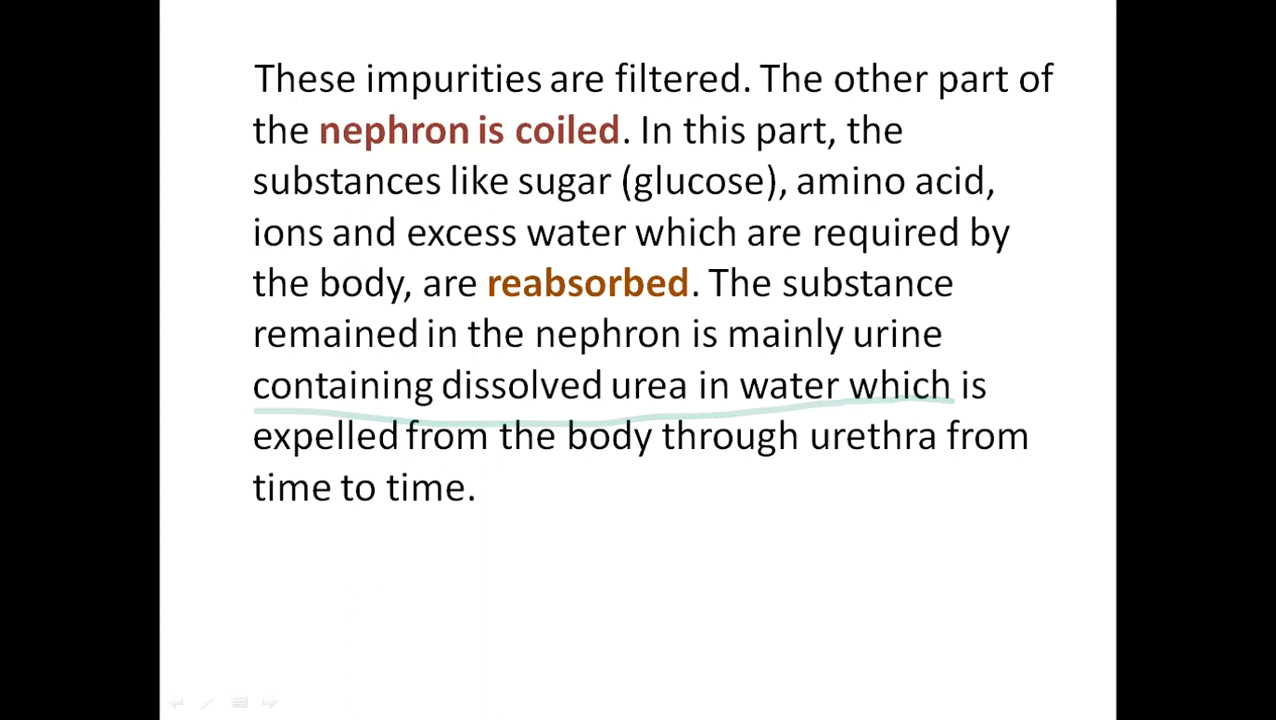 These impurities are filtered. The other part of
the nephron is coiled. In this part, the
substances like sugar (glucose), amino acid,
ions and excess water which are required by
the body, are reabsorbed. The substance
remained in the nephron is mainly urine
containing dissolved urea in water which is
expelled from the body through urethra from
time to time.